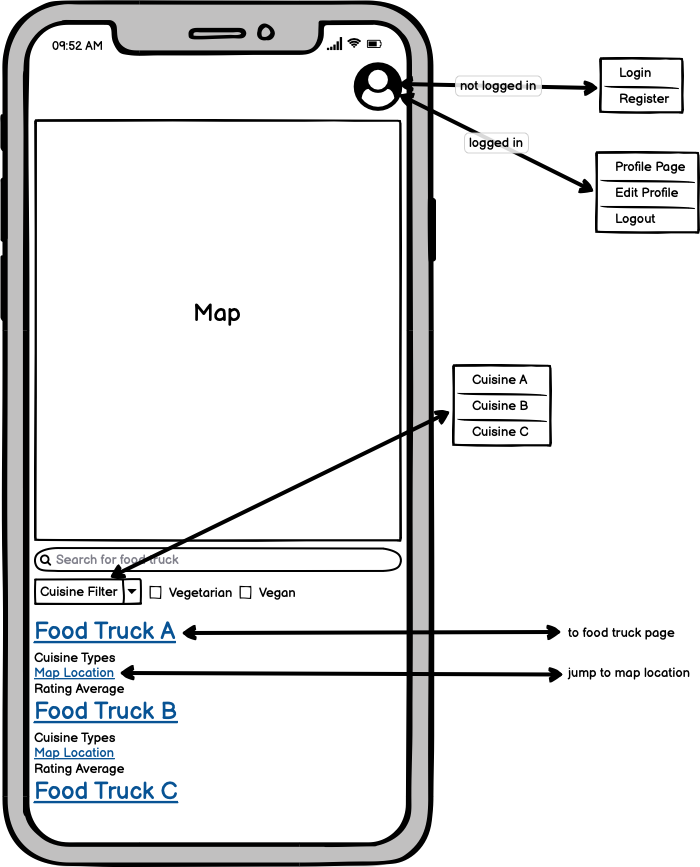 09:52 AM
not logged in
Login
Register
logged in
Profile Page
Edit Profile
Logout
Map
Cuisine A
Cuisine B
Cuisine C
Search for food truck
Cuisine Filter
Vegetarian
Vegan
Food Truck A
to food truck page
Cuisine Types
Map Location
jump to map location
Rating Average
Food Truck B
Cuisine Types
Map Location
Rating Average
Food Truck C